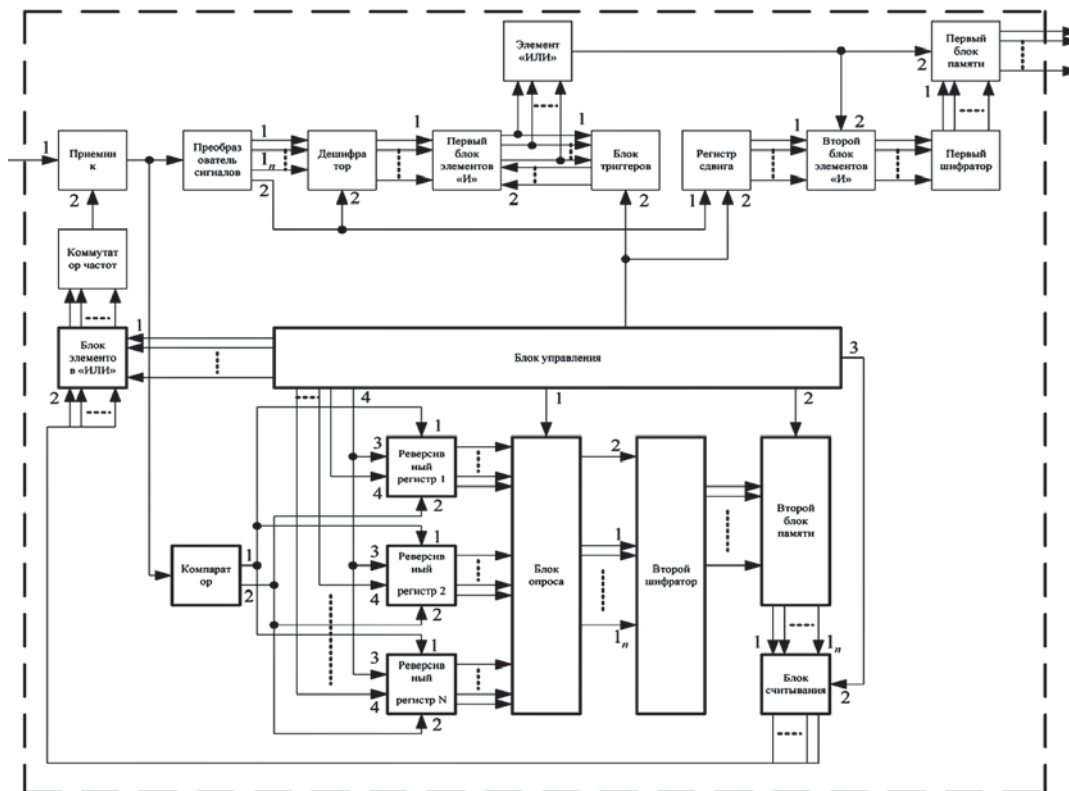 Элемент
«ИЛИ»
2
Первый
блок
памяти
1
1
Приемни
к
2
Преобраз
ователь
сигналов
1
1n
2
Дешифра
тор
2
1
Первый
блок
элементов
«И»
1
2
Блок
триггеров
2
Регистр
сдвига
1
2
1
Второй
блок
элементов
«И»
2
Первый
шифратор
Коммутат
ор частот
Блок
элементо
в «ИЛИ»
1
2
Блок управления
3
4
1
2
1
3
Реверсив
ный
регистр 1
4
2
1
3
Реверсив
ный
регистр 2
4
2
1
3
Реверсив
ный
регистр N
4
2
Компарат
ор
1
2
Блок
опроса
2
1
1n
Второй
шифратор
Второй
блок
памяти
1
1n
Блок
считывания
2